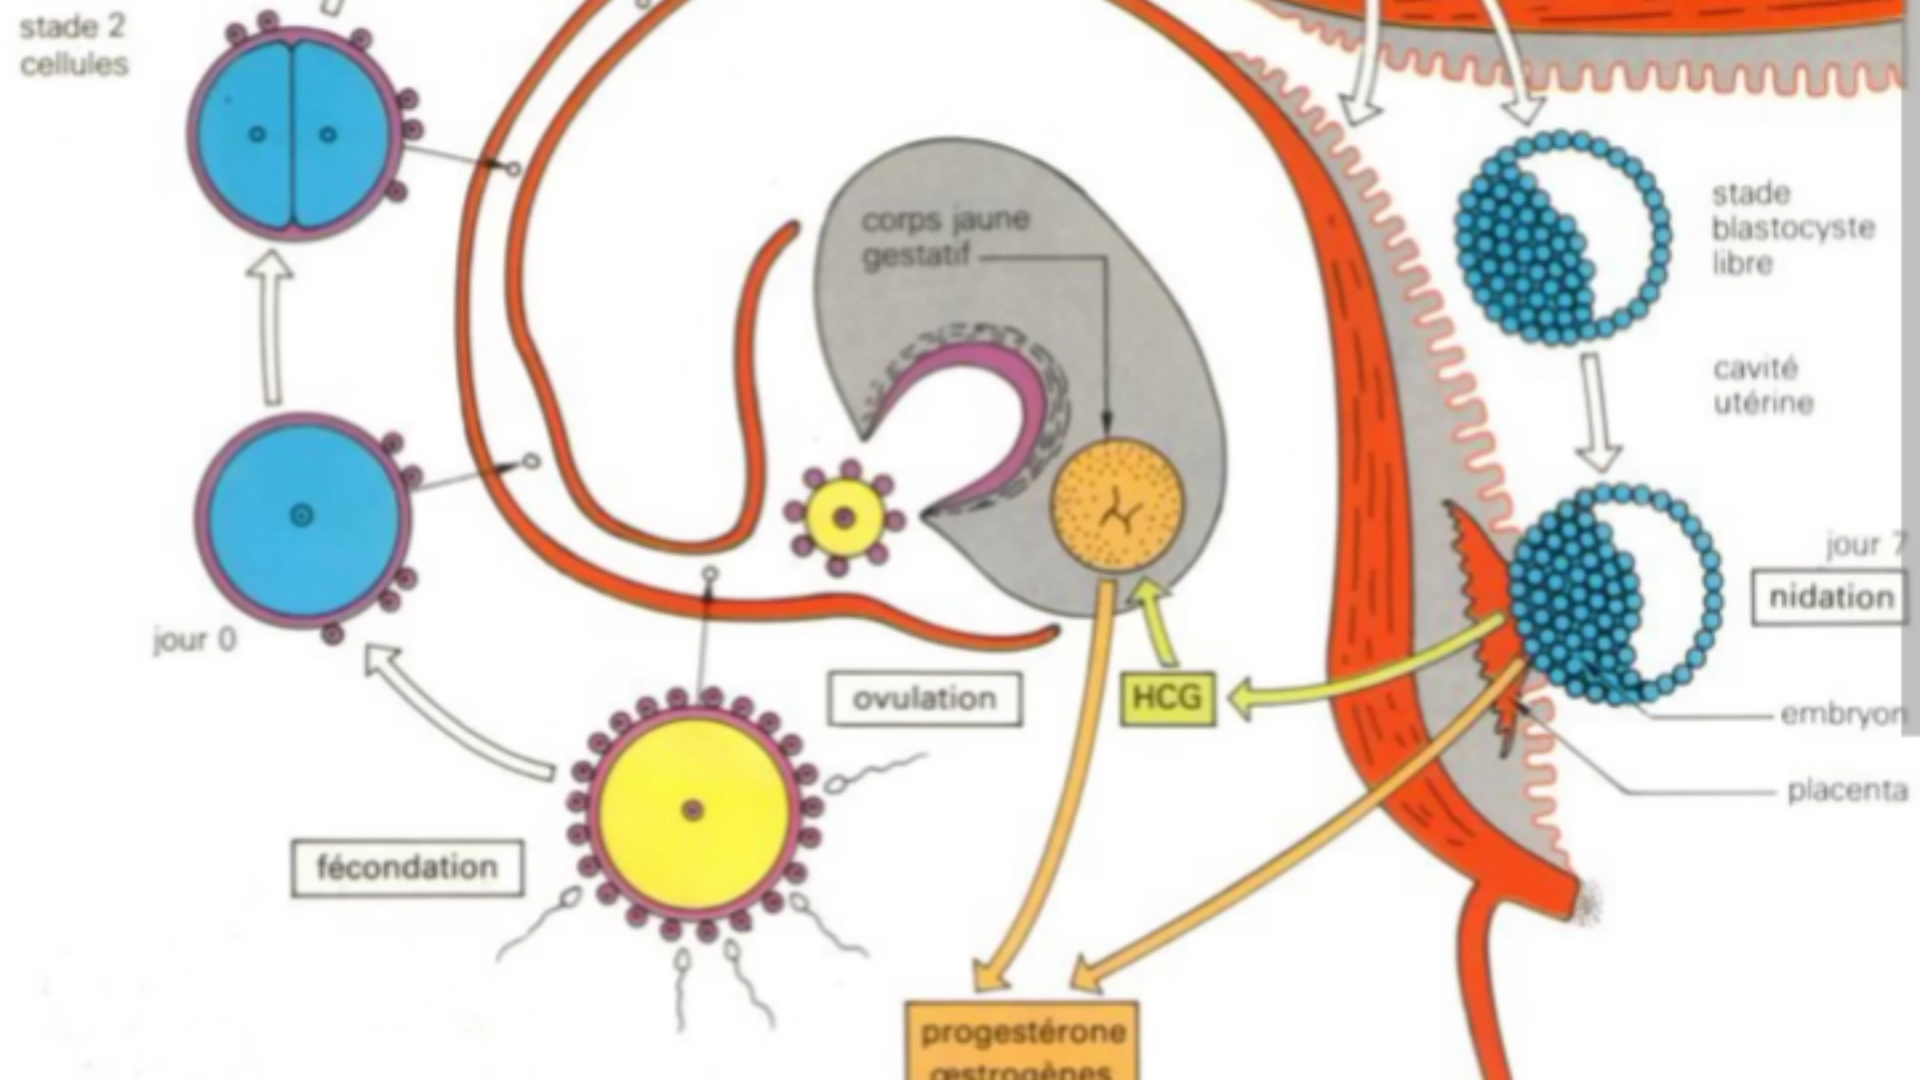 stade 2
cellules
corps jaune
gestatif
stade
blastocyste
libre
cavité
utérine
jour 7
nidation
jour 0
ovulation
HCG
embryon
placenta
fécondation
progestérone
œstrogènes